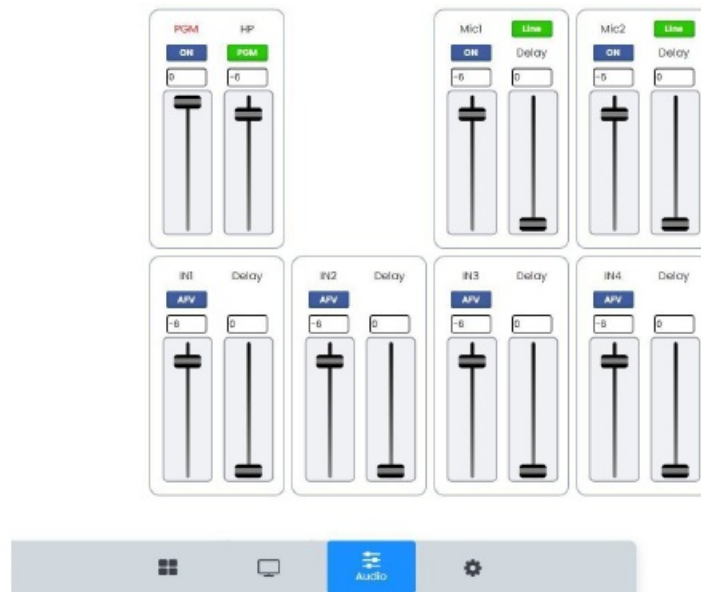 PGM HP Mic1 Line Mic2 Line
ON PGM ON Delay ON Delay
0 -6 -6 0 -6 0
IN1 Delay IN2 Delay IN3 Delay IN4 Delay
AFV AFV AFV AFV
-6 0 -6 0 -6 0 -6 0
Audio